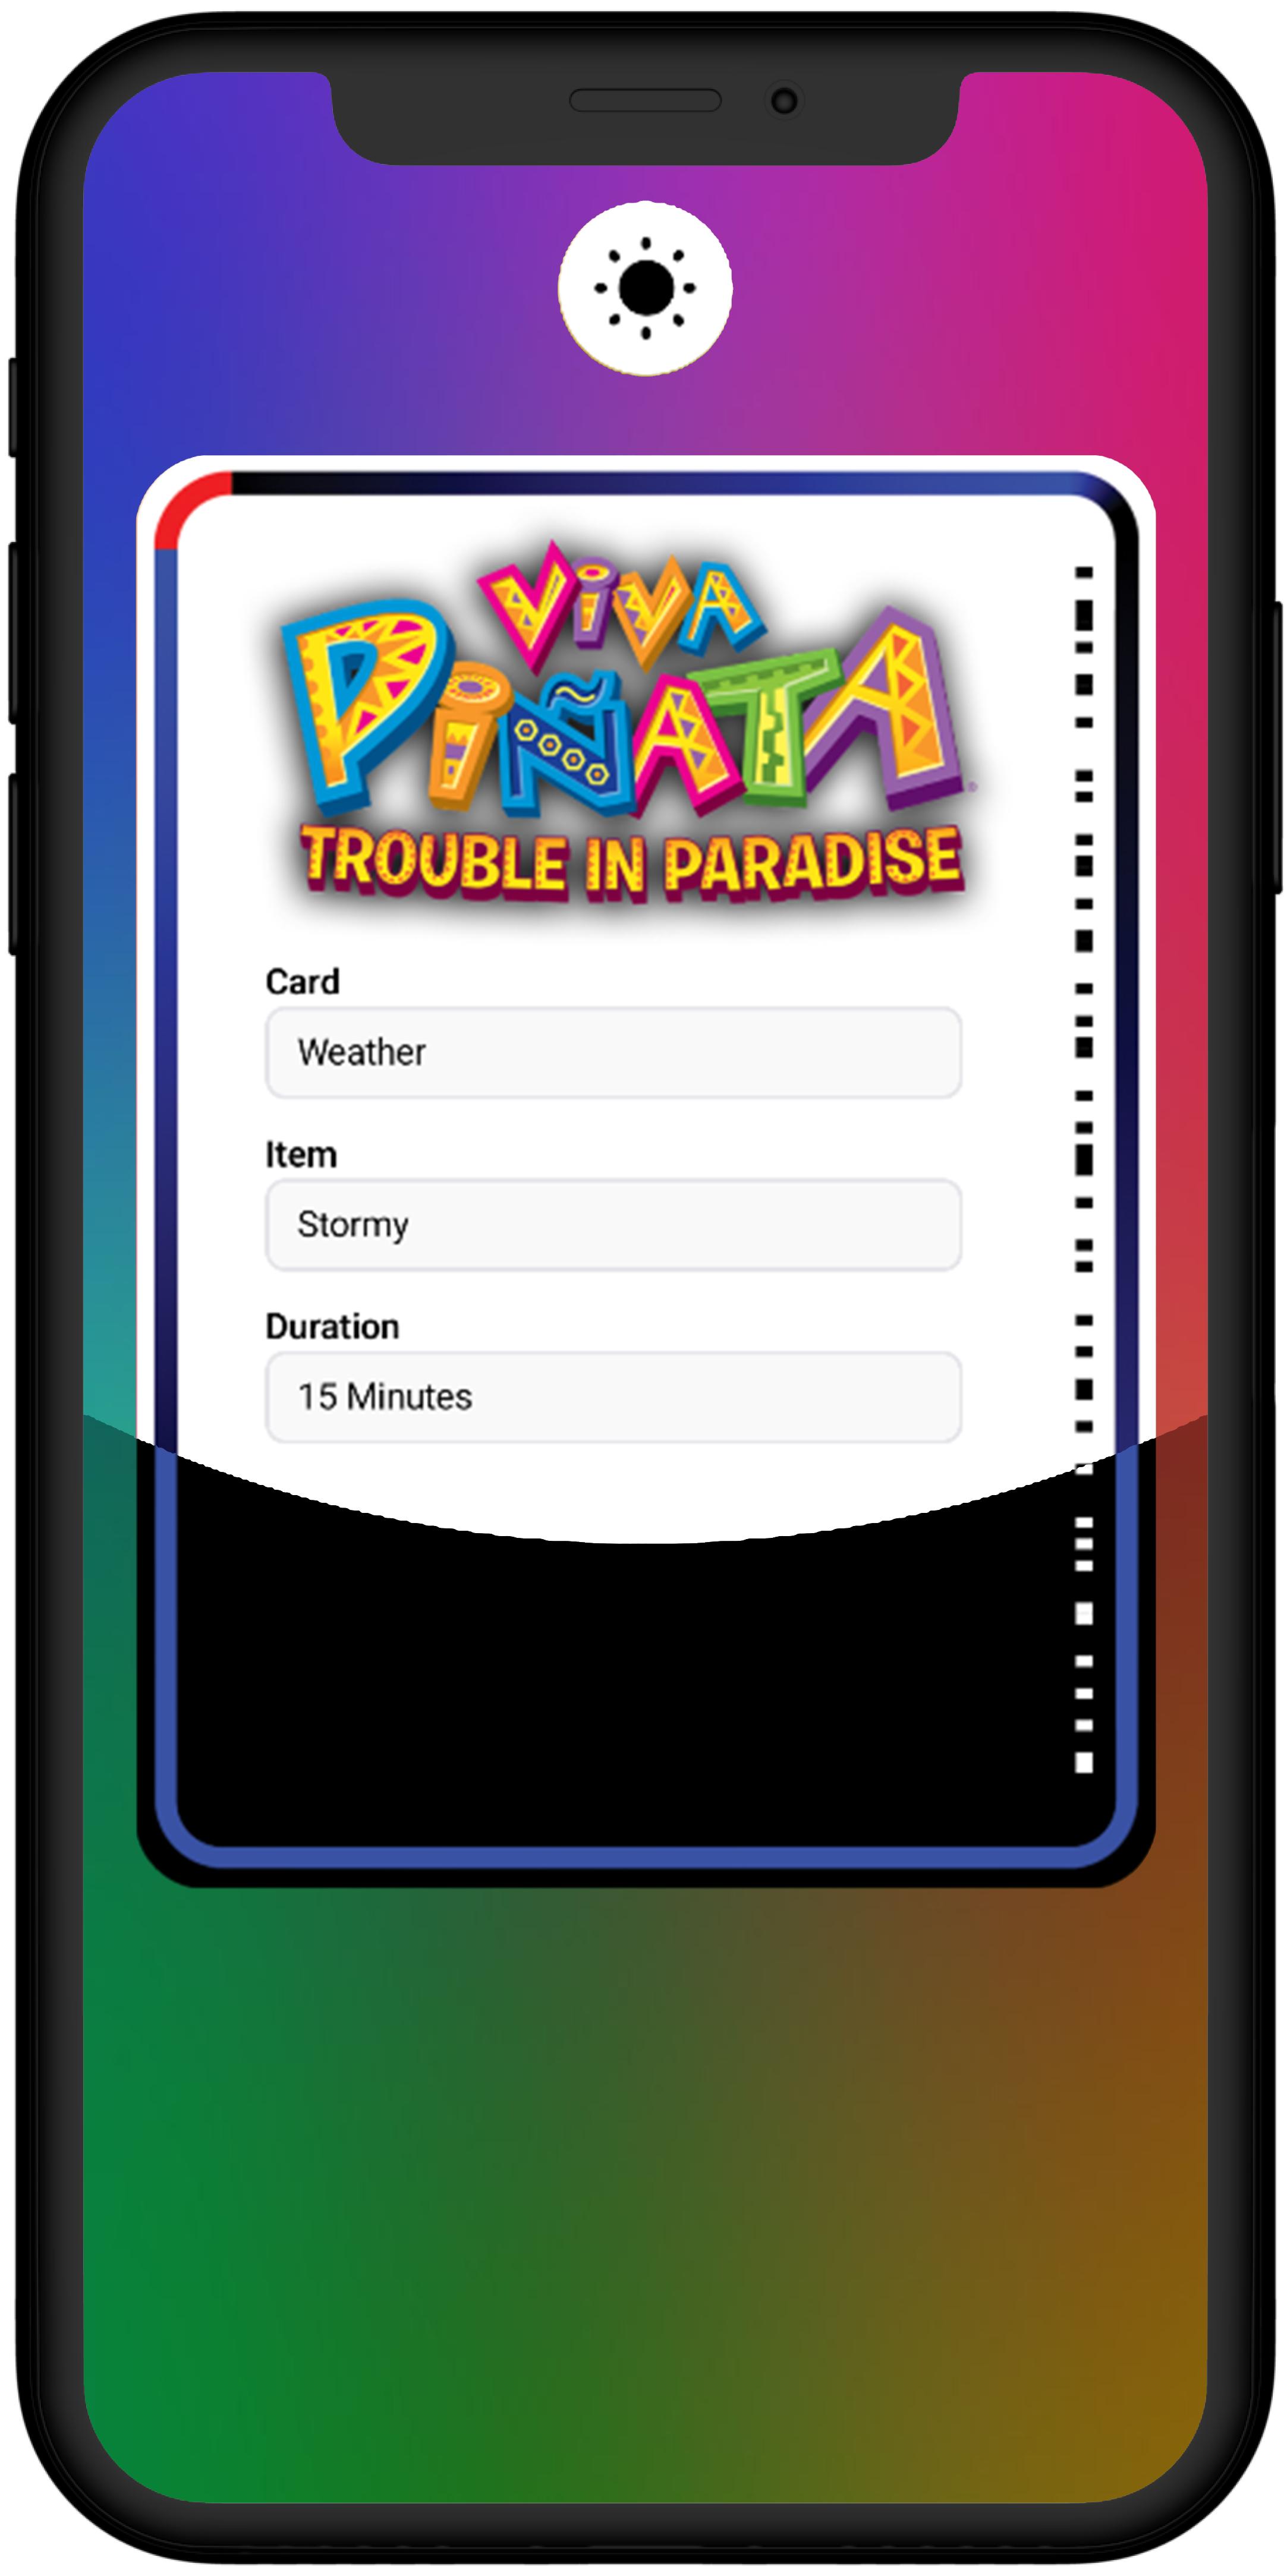 ViVA
PiÑATA
TROUBLE IN PARADISE
Card
Weather
Item
Stormy
Duration
15 Minutes